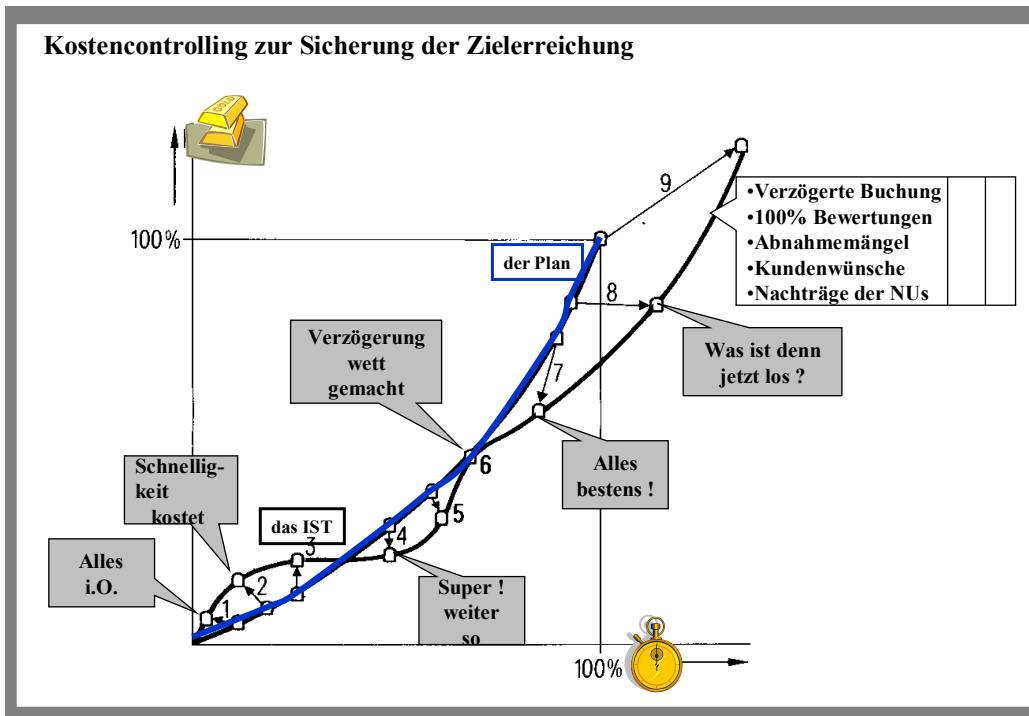 Kostencontrolling zur Sicherung der Zielerreichung
GOLD
9
•Verzögerte Buchung
•100% Bewertungen
•Abnahmemängel
•Kundenwünsche
•Nachträge der NUs
100%
der Plan
8
Verzögerung
wett
gemacht
Was ist denn
jetzt los ?
7
6
Schnellig-
keit
kostet
Alles
bestens !
das IST
5
3
4
Alles
i.O.
2
1
Super !
weiter
so
100%